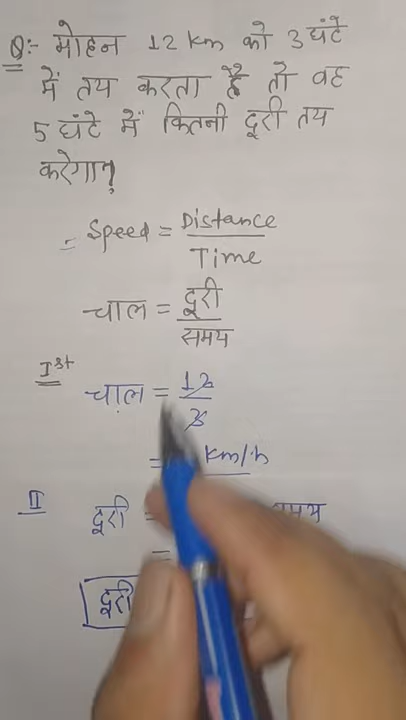 Q:- मोहन 12 km को 3 घंटे
में तय करता है तो वह
5 घंटे में कितनी दूरी तय
करेगा?
= Speed = Distance
Time
चाल = दूरी
समय
Ist चाल = 12
3
= km/h
II दूरी = समय
=
दूरी